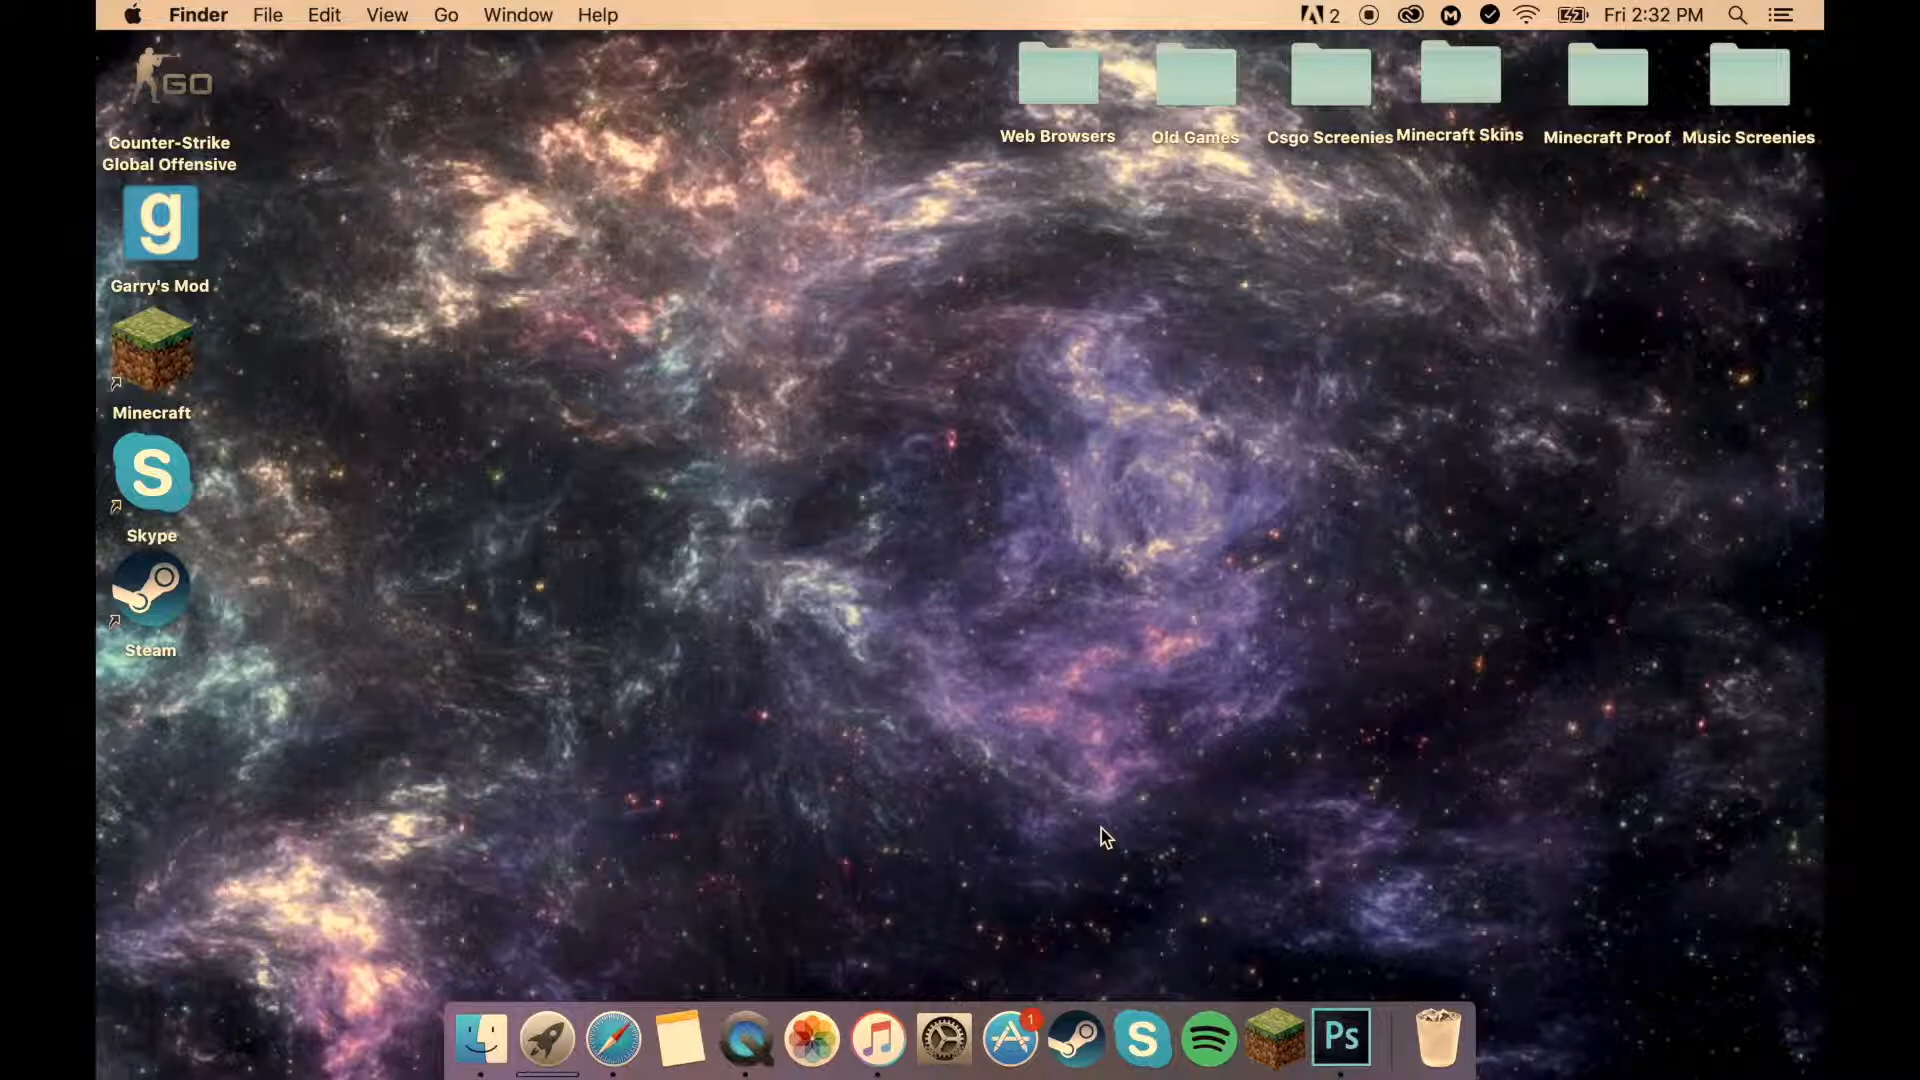 Finder File Edit View Go Window Help 2 Fri 2:32 PM
GO
Counter-Strike
Global Offensive
g
Garry's Mod
Minecraft
S
Skype
Steam
Web Browsers
Old Games
Csgo Screenies
Minecraft Skins
Minecraft Proof
Music Screenies
1
S
Ps